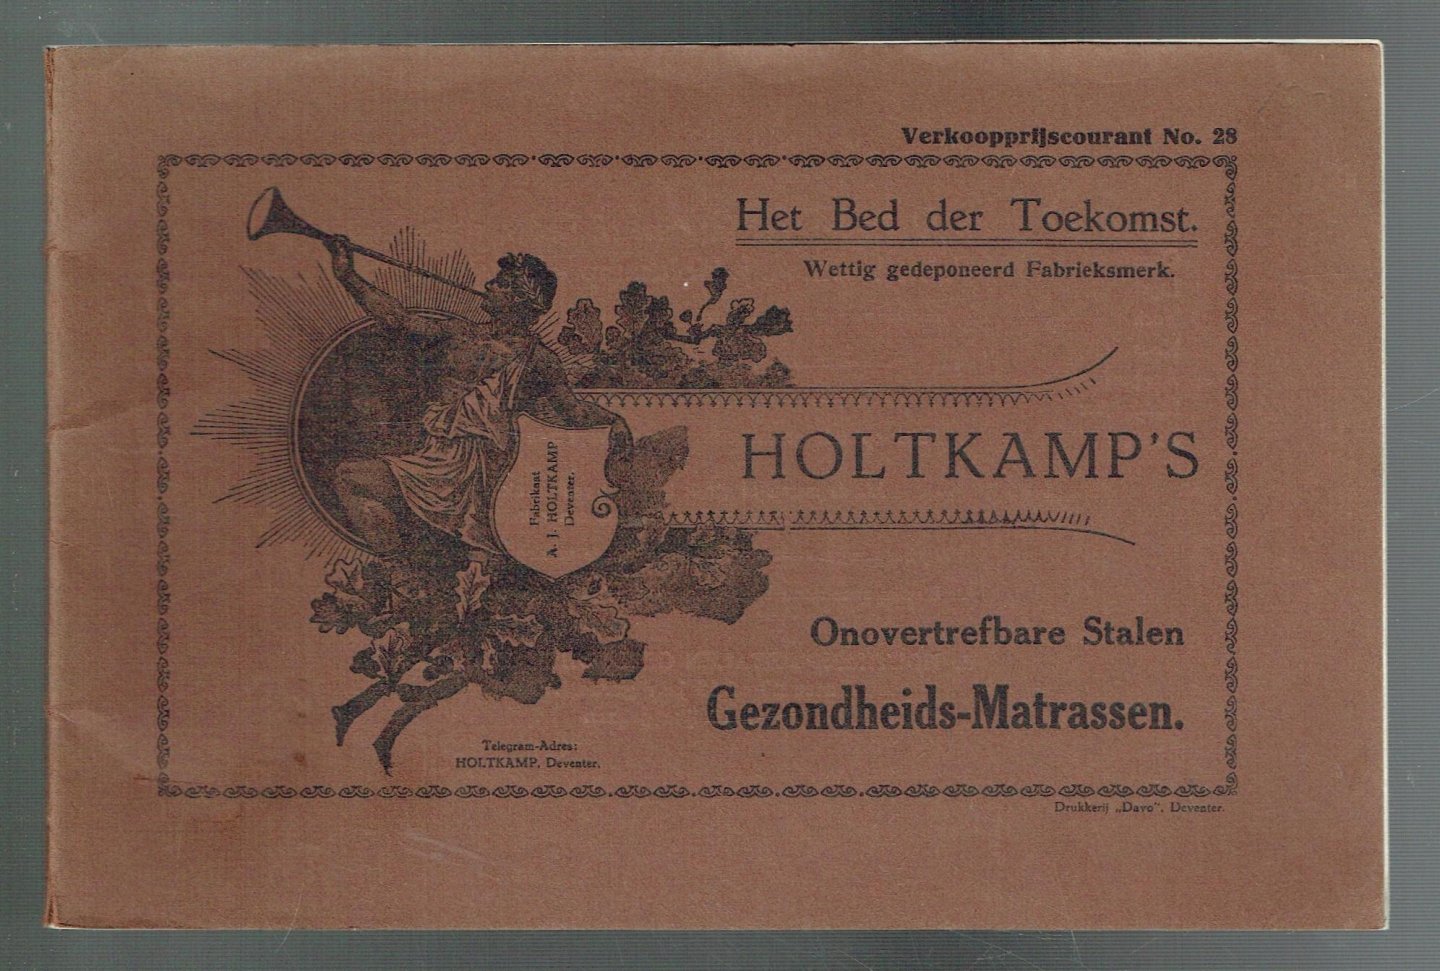 Verkoopprijscourant No. 28
Het Bed der Toekomst.
Wettig gedeponeerd Fabrieksmerk.
HOLTKAMP'S
Fabrikaat
A. J. HOLTKAMP
Deventer.
Onovertrefbare Stalen
Gezondheids-Matrassen.
Telegram-Adres:
HOLTKAMP, Deventer.
Drukkerij „Davo”, Deventer.